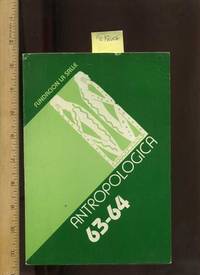 FUNDACION LA SALLE
ANTROPOLOGICA
63-64